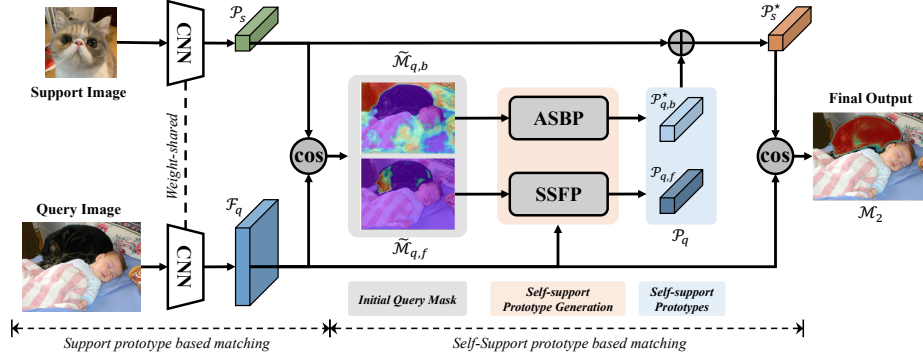 Support Image
CNN
𝒫_s
Weight-shared
Query Image
CNN
ℱ_q
cos
ℳ̃_{q,b}
ℳ̃_{q,f}
ASBP
SSFP
𝒫*_{q,b}
𝒫_{q,f}
𝒫_q
𝒫_s*
cos
Final Output
ℳ_2
Initial Query Mask
Self-support
Prototype Generation
Self-support
Prototypes
Support prototype based matching
Self-Support prototype based matching